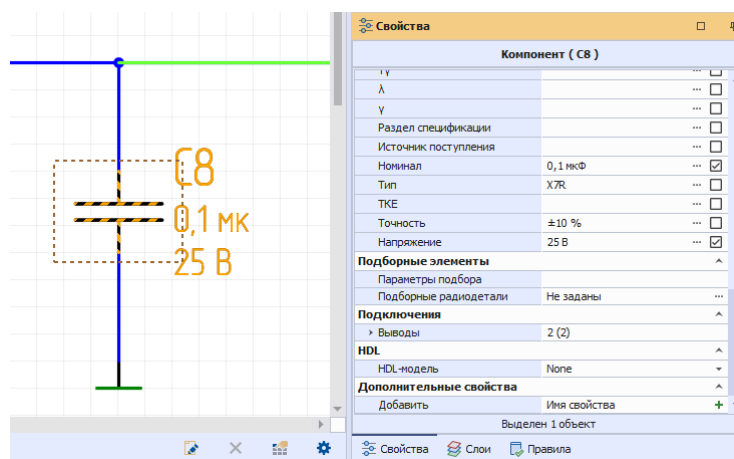 Свойства
Компонент ( C8 )
λ
γ
Раздел спецификации
Источник поступления
Номинал 0,1 мкФ
Тип X7R
ТКЕ
Точность ±10 %
Напряжение 25 В
Подборные элементы
Параметры подбора
Подборные радиодетали Не заданы
Подключения
Выводы 2 (2)
HDL
HDL-модель None
Дополнительные свойства
Добавить Имя свойства
Выделен 1 объект
Свойства Слои Правила
C8
0,1 мк
25 В